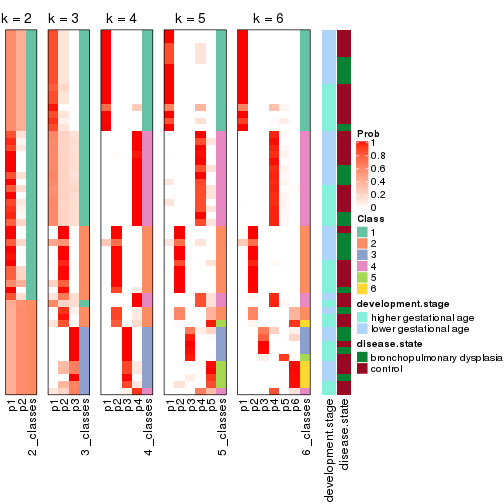 k = 2 k = 3 k = 4 k = 5 k = 6
Prob
1
0.8
0.6
0.4
0.2
0
Class
1
2
3
4
5
6
development.stage
higher gestational age
lower gestational age
disease.state
bronchopulmonary dysplasia
control
p1 p2 2_classes p1 p2 p3 3_classes p1 p2 p3 p4 4_classes p1 p2 p3 p4 p5 5_classes p1 p2 p3 p4 p5 p6 6_classes development.stage disease.state